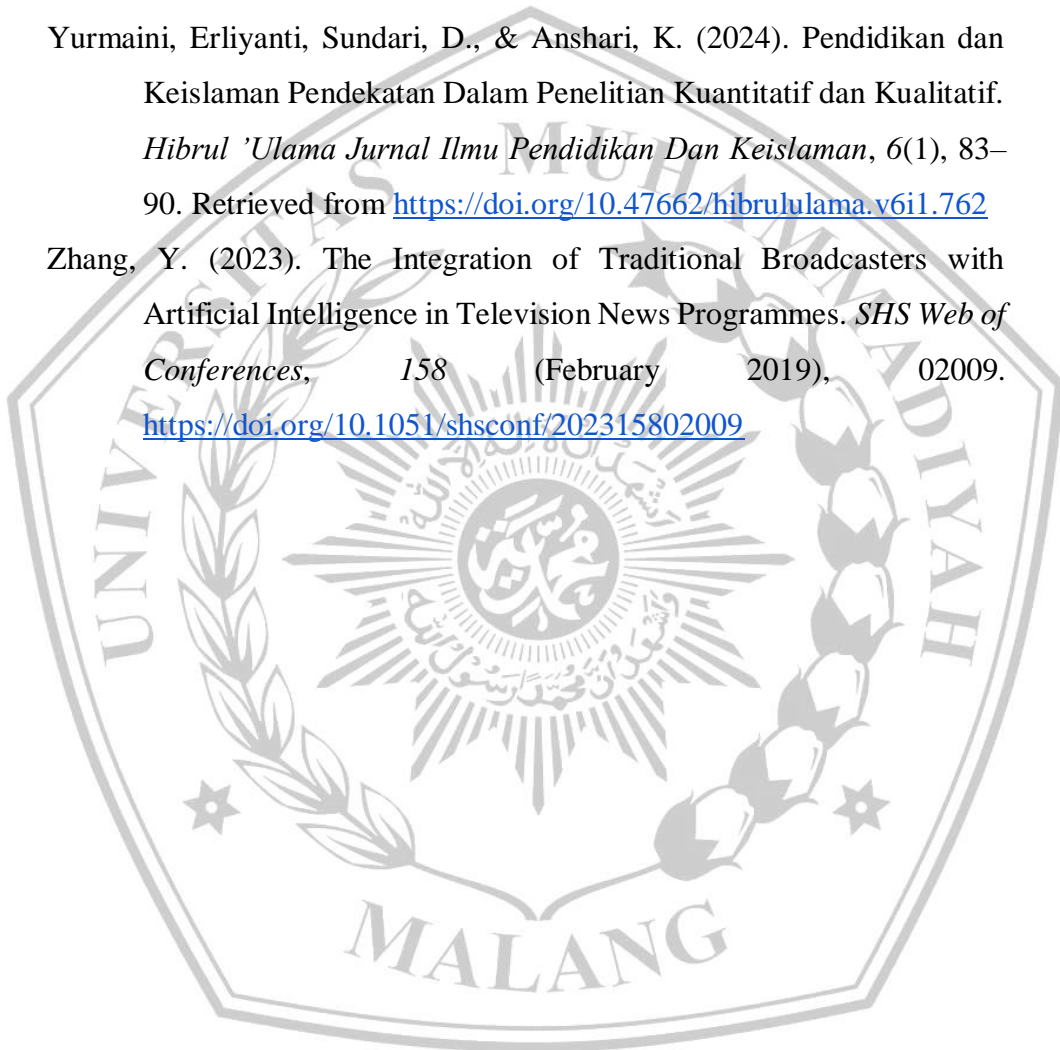 Yurmaini, Erliyanti, Sundari, D., & Anshari, K. (2024). Pendidikan dan
Keislaman Pendekatan Dalam Penelitian Kuantitatif dan Kualitatif.
Hibrul ’Ulama Jurnal Ilmu Pendidikan Dan Keislaman, 6(1), 83–
90. Retrieved from https://doi.org/10.47662/hibrululama.v6i1.762
Zhang, Y. (2023). The Integration of Traditional Broadcasters with
Artificial Intelligence in Television News Programmes. SHS Web of
Conferences, 158 (February 2019), 02009.
https://doi.org/10.1051/shsconf/202315802009
UNIVERSITAS MUHAMMADIYAH
MALANG